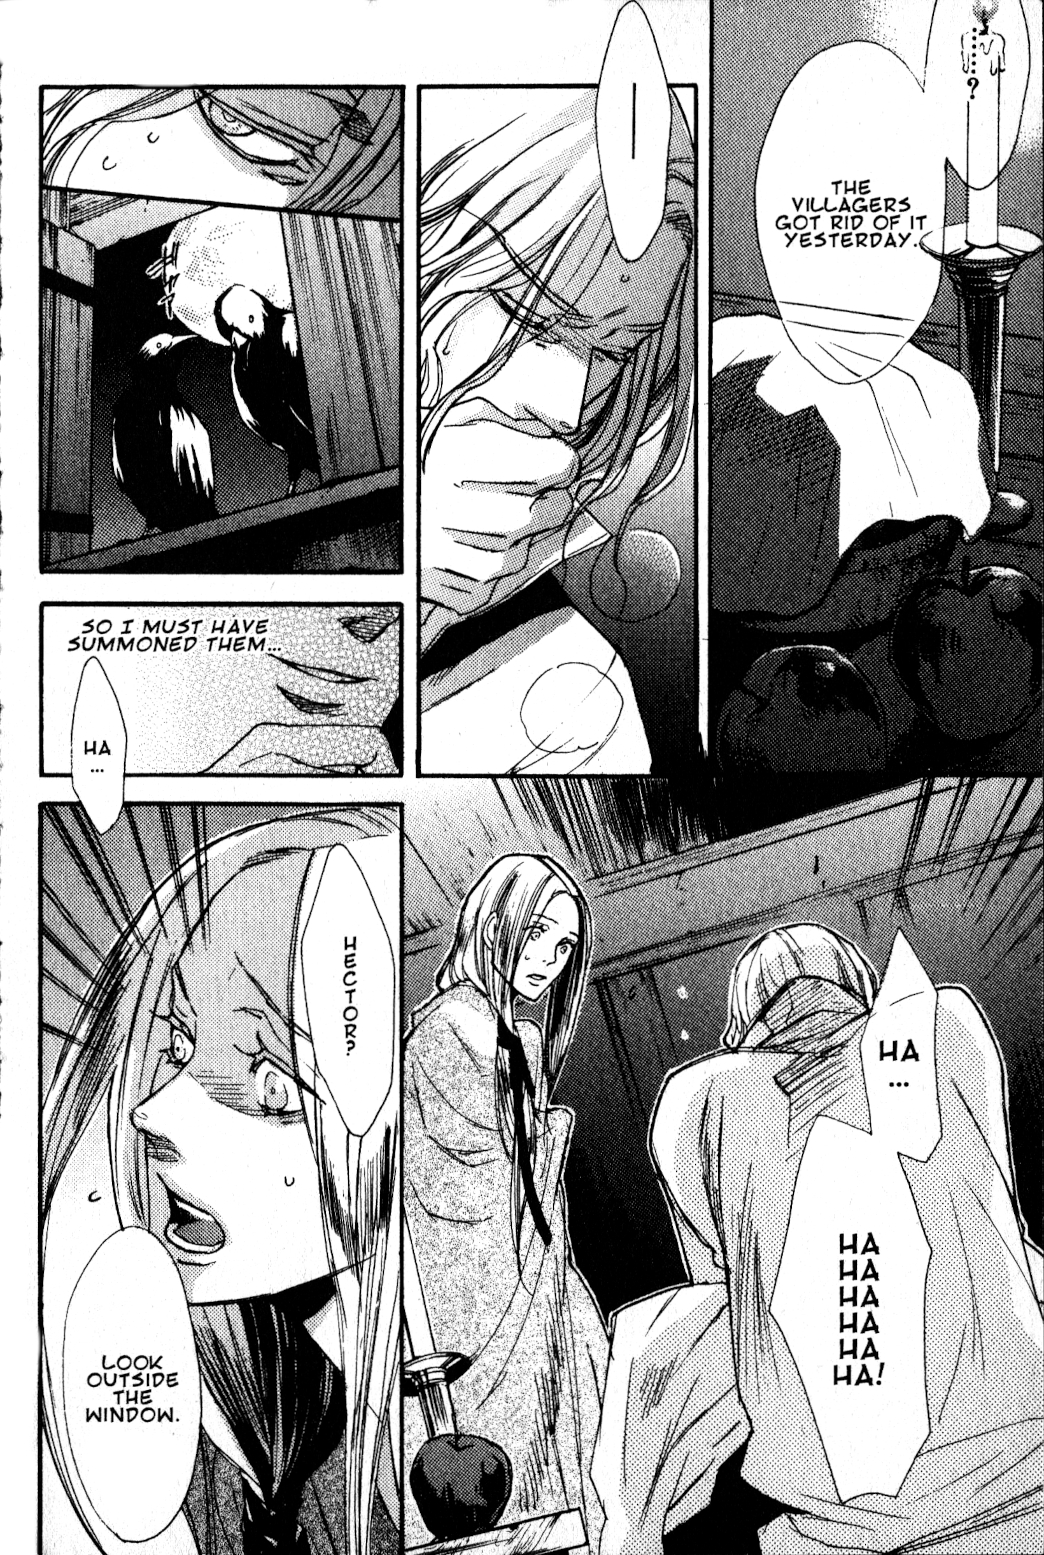 ......?
THE
VILLAGERS
GOT RID OF IT
YESTERDAY.
—
SO I MUST HAVE
SUMMONED THEM...
HA
...
HA
...
HA
HA
HA
HA
HA
HA!
HECTOR?
LOOK
OUTSIDE
THE
WINDOW.